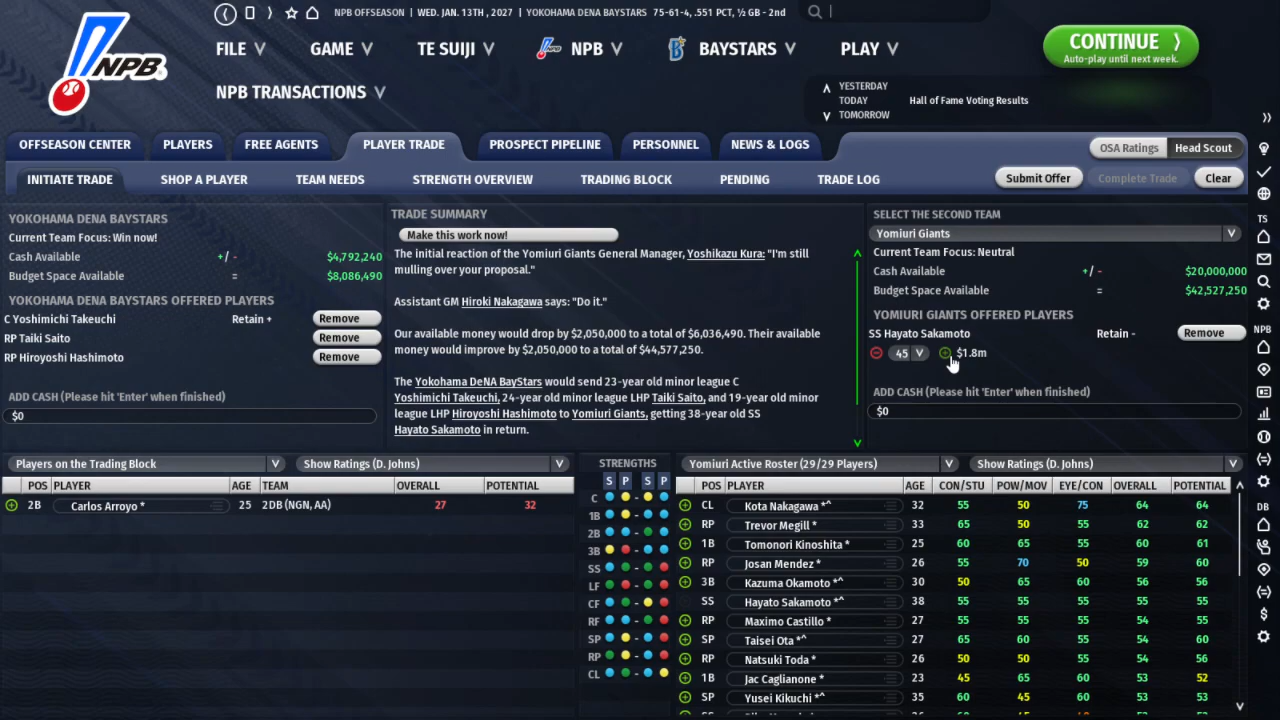 NPB OFFSEASON | WED. JAN. 13TH , 2027 | YOKOHAMA DENA BAYSTARS 75-61-4, .551 PCT, ½ GB - 2nd
NPB
FILE GAME TE SUIJI NPB BAYSTARS PLAY
NPB TRANSACTIONS
CONTINUE
Auto-play until next week.
YESTERDAY
TODAY Hall of Fame Voting Results
TOMORROW
OFFSEASON CENTER PLAYERS FREE AGENTS PLAYER TRADE PROSPECT PIPELINE PERSONNEL NEWS & LOGS
OSA Ratings Head Scout
INITIATE TRADE SHOP A PLAYER TEAM NEEDS STRENGTH OVERVIEW TRADING BLOCK PENDING TRADE LOG
Submit Offer Complete Trade Clear
YOKOHAMA DENA BAYSTARS
Current Team Focus: Win now!
Cash Available +/- $4,792,240
Budget Space Available = $8,086,490
YOKOHAMA DENA BAYSTARS OFFERED PLAYERS
C Yoshimichi Takeuchi Retain + Remove
RP Taiki Saito Remove
RP Hiroyoshi Hashimoto Remove
ADD CASH (Please hit 'Enter' when finished)
$0
TRADE SUMMARY
Make this work now!
The initial reaction of the Yomiuri Giants General Manager, Yoshikazu Kura: "I'm still
mulling over your proposal."
Assistant GM Hiroki Nakagawa says: "Do it."
Our available money would drop by $2,050,000 to a total of $6,036,490. Their available
money would improve by $2,050,000 to a total of $44,577,250.
The Yokohama DeNA BayStars would send 23-year old minor league C
Yoshimichi Takeuchi, 24-year old minor league LHP Taiki Saito, and 19-year old minor
league LHP Hiroyoshi Hashimoto to Yomiuri Giants, getting 38-year old SS
Hayato Sakamoto in return.
SELECT THE SECOND TEAM
Yomiuri Giants
Current Team Focus: Neutral
Cash Available +/- $20,000,000
Budget Space Available = $42,527,250
YOMIURI GIANTS OFFERED PLAYERS
SS Hayato Sakamoto Retain - Remove
45 $1.8m
ADD CASH (Please hit 'Enter' when finished)
$0
Players on the Trading Block Show Ratings (D. Johns)
POS PLAYER AGE TEAM OVERALL POTENTIAL
2B Carlos Arroyo * 25 2DB (NGN, AA) 27 32
STRENGTHS
S P S P
C
1B
2B
3B
SS
LF
CF
RF
SP
RP
CL
Yomiuri Active Roster (29/29 Players) Show Ratings (D. Johns)
POS PLAYER AGE CON/STU POW/MOV EYE/CON OVERALL POTENTIAL
CL Kota Nakagawa * 32 55 50 75 64 64
RP Trevor Megill * 33 65 50 55 62 62
1B Tomonori Kinoshita * 25 60 65 60 60 61
RP Josan Mendez * 26 55 70 50 59 60
3B Kazuma Okamoto *^ 30 50 65 60 56 56
SS Hayato Sakamoto *^ 38 55 55 55 55 55
RP Maximo Castillo * 27 55 55 55 54 55
SP Taisei Ota *^ 27 65 60 55 54 60
RP Natsuki Toda * 26 50 50 55 54 56
1B Jac Caglianone * 23 45 65 60 53 52
SP Yusei Kikuchi *^ 35 60 45 60 53 53
TS
NPB
DB